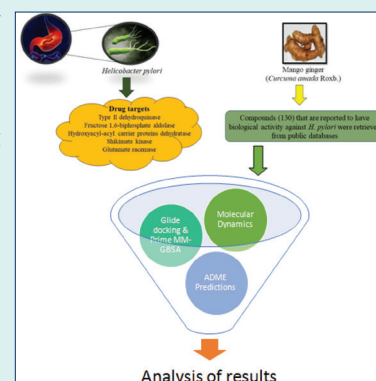 Helicobacter pylori
Mango ginger
(Curcuma amada Roxb.)
Drug targets
Type II dehydroquinase
Fructose 1,6-biphosphate aldolase
Hydroxyacyl-acyl carrier proteins dehydratase
Shikimate kinase
Glutamate racemase
Compounds (130) that are reported to have
biological activity against H. pylori were retrieved
from public databases
Glide
docking &
Prime MM-
GBSA
Molecular
Dynamics
ADME
Predictions
Analysis of results